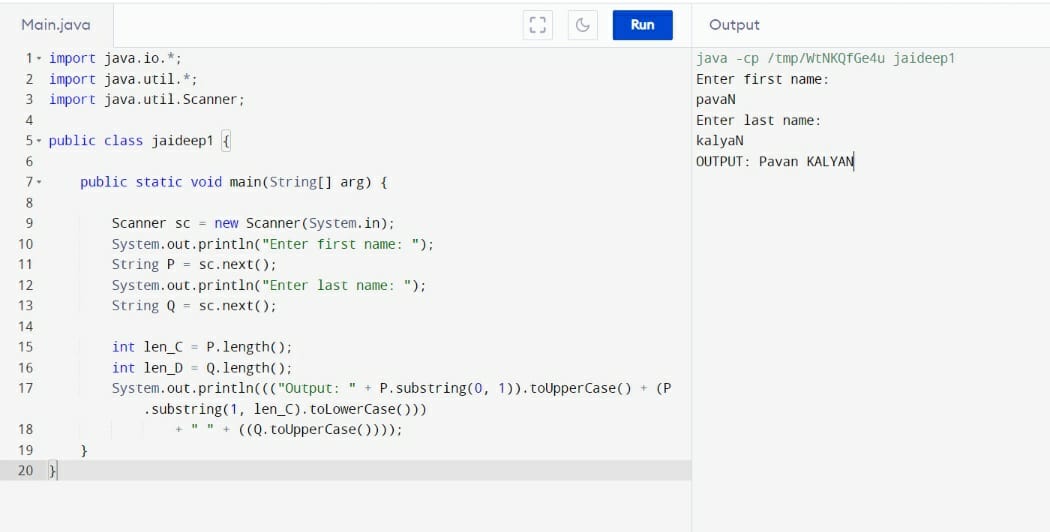 Main.java
Run
Output
1 import java.io.*;
2 import java.util.*;
3 import java.util.Scanner;
4
5 public class jaideep1 {
6
7 public static void main(String[] arg) {
8
9 Scanner sc = new Scanner(System.in);
10 System.out.println("Enter first name: ");
11 String P = sc.next();
12 System.out.println("Enter last name: ");
13 String Q = sc.next();
14
15 int len_C = P.length();
16 int len_D = Q.length();
17 System.out.println((("Output: " + P.substring(0, 1)).toUpperCase() + (P
.substring(1, len_C).toLowerCase()))
18 + " " + ((Q.toUpperCase())));
19 }
20 }
java -cp /tmp/WtNKQfGe4u jaideep1
Enter first name:
pavaN
Enter last name:
kalyaN
OUTPUT: Pavan KALYAN